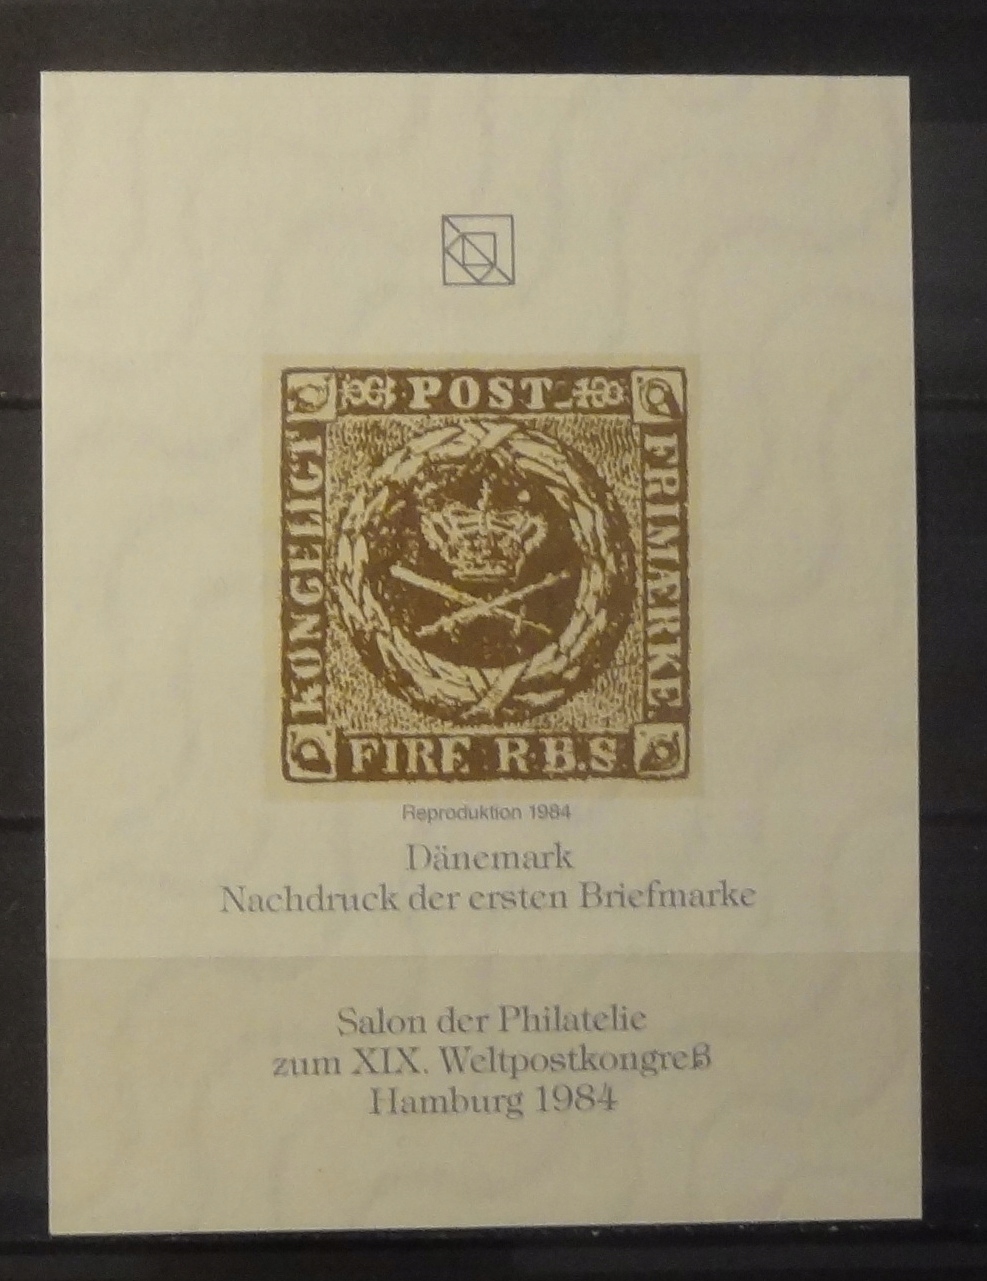 POST
KONGELIGT
FRIMÆRKE
FIRE R.B.S.
Reproduktion 1984
Dänemark
Nachdruck der ersten Briefmarke
Salon der Philatelie
zum XIX. Weltpostkongreß
Hamburg 1984